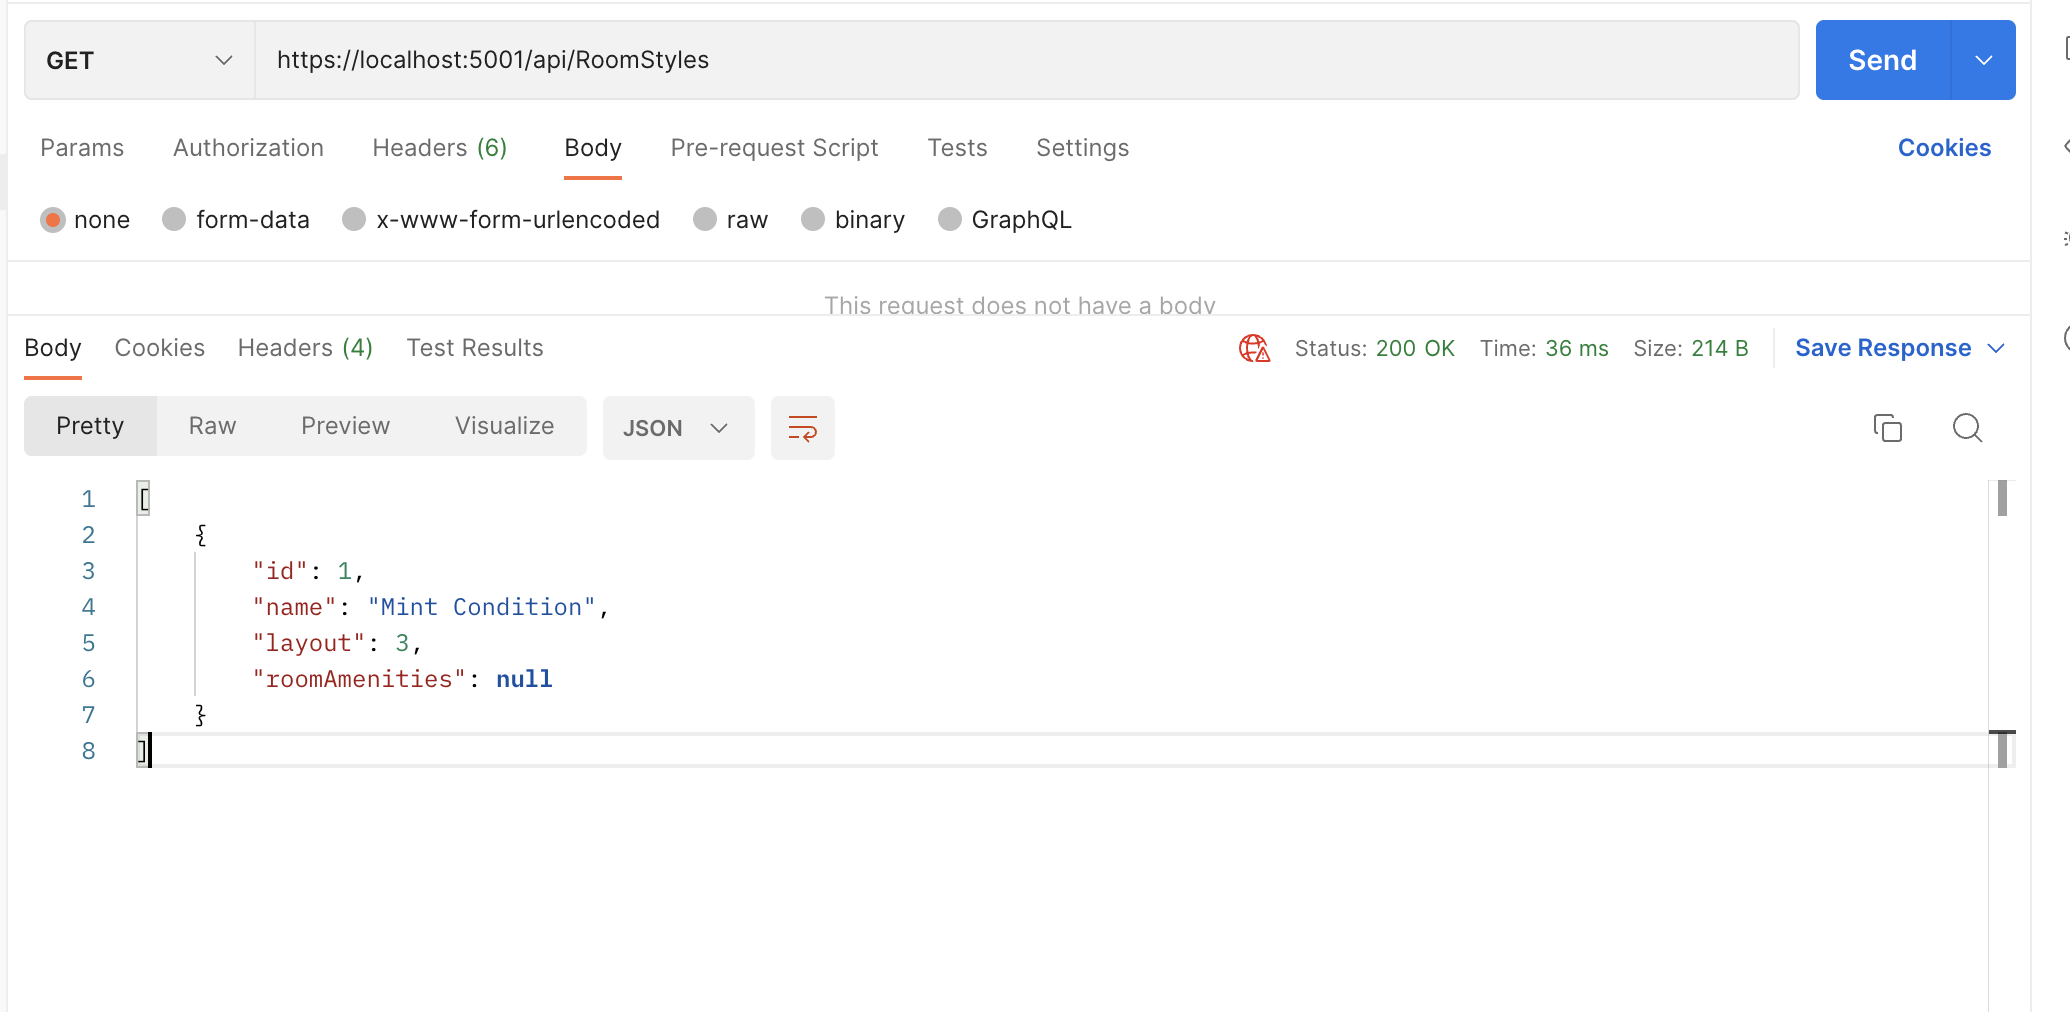 GET https://localhost:5001/api/RoomStyles Send
Params Authorization Headers (6) Body Pre-request Script Tests Settings Cookies
none form-data x-www-form-urlencoded raw binary GraphQL
This request does not have a body
Body Cookies Headers (4) Test Results Status: 200 OK Time: 36 ms Size: 214 B Save Response
Pretty Raw Preview Visualize JSON
1 [
2 {
3 "id": 1,
4 "name": "Mint Condition",
5 "layout": 3,
6 "roomAmenities": null
7 }
8 ]